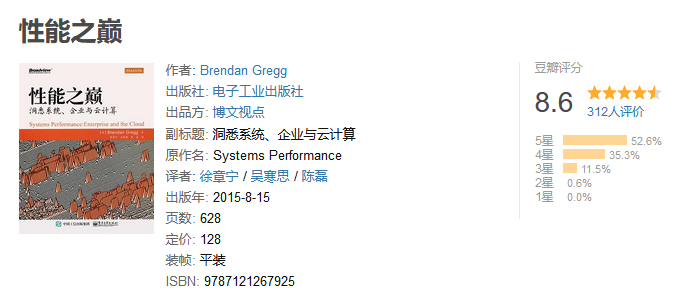 性能之巅
Broadview
性能之巅
洞悉系统、企业与云计算
Systems Performance: Enterprise and the Cloud
作者: Brendan Gregg
出版社: 电子工业出版社
出品方: 博文视点
副标题: 洞悉系统、企业与云计算
原作名: Systems Performance
译者: 徐章宁 / 吴寒思 / 陈磊
出版年: 2015-8-15
页数: 628
定价: 128
装帧: 平装
ISBN: 9787121267925
豆瓣评分
8.6
312人评价
5星 52.6%
4星 35.3%
3星 11.5%
2星 0.6%
1星 0.0%